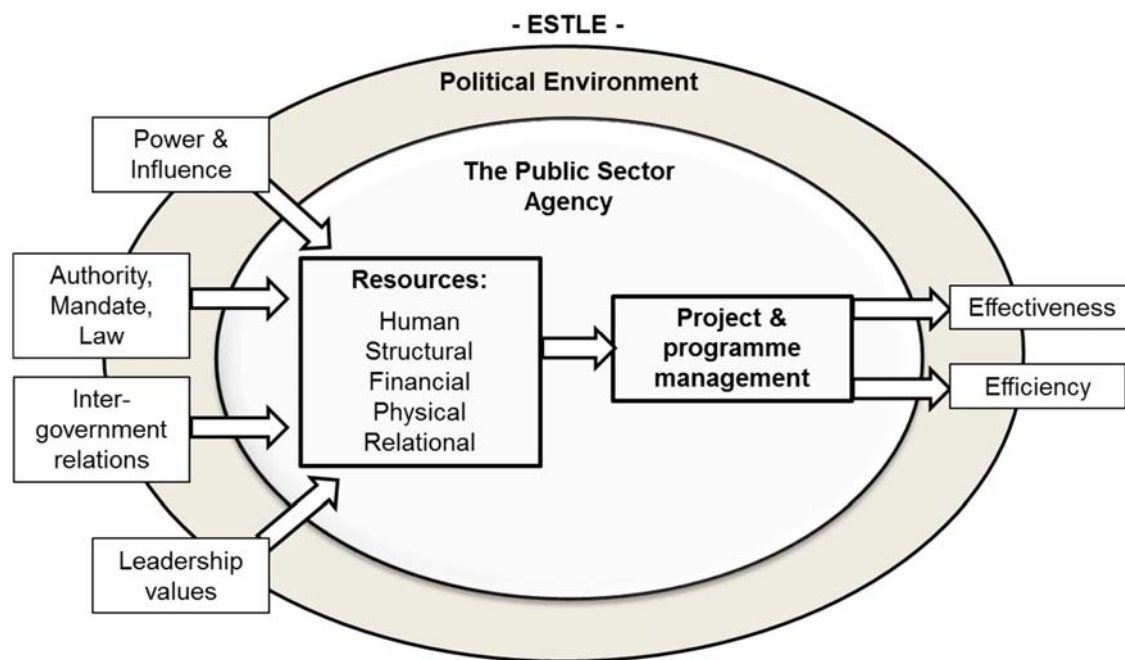 - ESTLE -
Political Environment
Power &
Influence
The Public Sector
Agency
Authority,
Mandate,
Law
Inter-
government
relations
Leadership
values
Resources:
Human
Structural
Financial
Physical
Relational
Project &
programme
management
Effectiveness
Efficiency